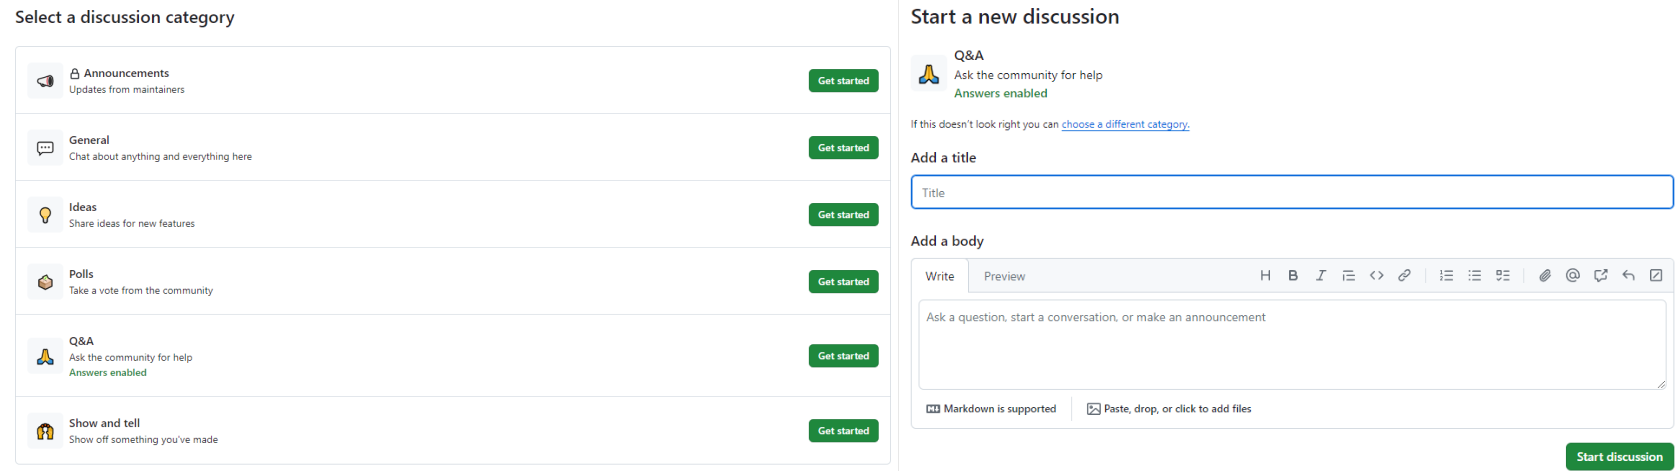 Select a discussion category
Announcements
Updates from maintainers
Get started
General
Chat about anything and everything here
Get started
Ideas
Share ideas for new features
Get started
Polls
Take a vote from the community
Get started
Q&A
Ask the community for help
Answers enabled
Get started
Show and tell
Show off something you've made
Get started
Start a new discussion
Q&A
Ask the community for help
Answers enabled
If this doesn't look right you can choose a different category.
Add a title
Title
Add a body
Write Preview
Ask a question, start a conversation, or make an announcement
Markdown is supported
Paste, drop, or click to add files
Start discussion